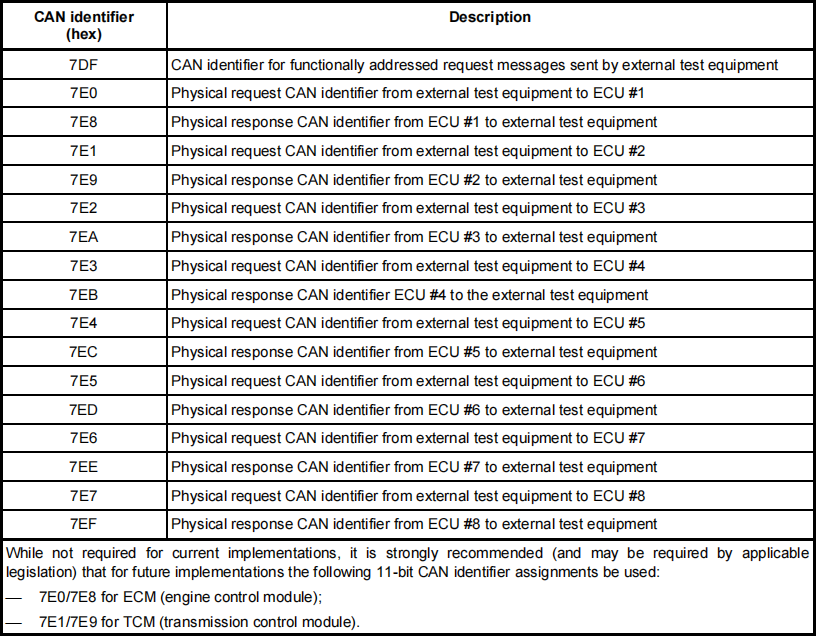 CAN identifier
(hex)
Description
7DF CAN identifier for functionally addressed request messages sent by external test equipment
7E0 Physical request CAN identifier from external test equipment to ECU #1
7E8 Physical response CAN identifier from ECU #1 to external test equipment
7E1 Physical request CAN identifier from external test equipment to ECU #2
7E9 Physical response CAN identifier from ECU #2 to external test equipment
7E2 Physical request CAN identifier from external test equipment to ECU #3
7EA Physical response CAN identifier from ECU #3 to external test equipment
7E3 Physical request CAN identifier from external test equipment to ECU #4
7EB Physical response CAN identifier ECU #4 to the external test equipment
7E4 Physical request CAN identifier from external test equipment to ECU #5
7EC Physical response CAN identifier from ECU #5 to external test equipment
7E5 Physical request CAN identifier from external test equipment to ECU #6
7ED Physical response CAN identifier from ECU #6 to external test equipment
7E6 Physical request CAN identifier from external test equipment to ECU #7
7EE Physical response CAN identifier from ECU #7 to external test equipment
7E7 Physical request CAN identifier from external test equipment to ECU #8
7EF Physical response CAN identifier from ECU #8 to external test equipment
While not required for current implementations, it is strongly recommended (and may be required by applicable
legislation) that for future implementations the following 11-bit CAN identifier assignments be used:
— 7E0/7E8 for ECM (engine control module);
— 7E1/7E9 for TCM (transmission control module).